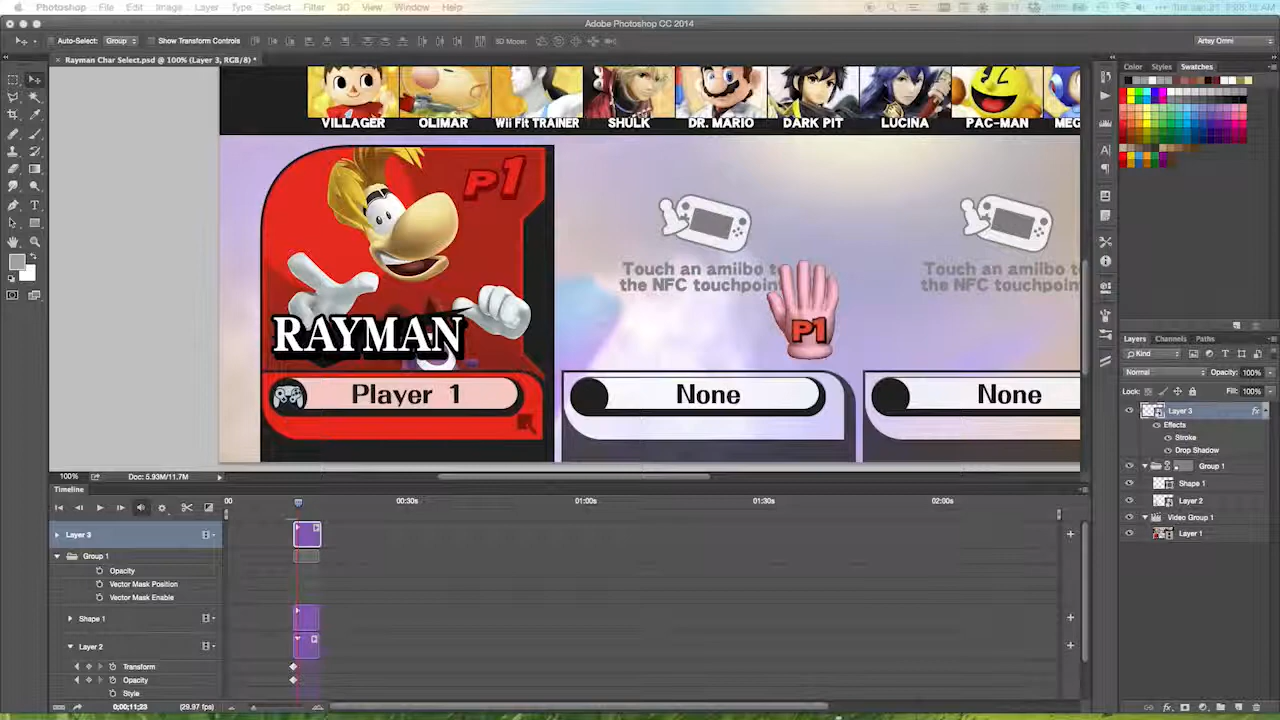 Photoshop File Edit Image Layer Type Select Filter 3D View Window Help
Adobe Photoshop CC 2014
Auto-Select: Group Show Transform Controls 3D Mode: Artsy Omni
Rayman Char Select.psd @ 100% (Layer 3, RGB/8) *
Color Styles Swatches
VILLAGER OLIMAR Wii Fit TRAINER SHULK DR. MARIO DARK PIT LUCINA PAC-MAN MEG
P1
Touch an amiibo t
the NFC touchpoin
Touch an amiibo t
the NFC touchpoin
P1
RAYMAN
Player 1
None
None
Layers Channels Paths
Kind
Normal Opacity: 100%
Lock: Fill: 100%
Layer 3 fx
Effects
Stroke
Drop Shadow
Group 1
Shape 1
Layer 2
Video Group 1
Layer 1
100% Doc: 5.93M/11.7M
Timeline
00 00:30s 01:00s 01:30s 02:00s
Layer 3
Group 1
Opacity
Vector Mask Position
Vector Mask Enable
Shape 1
Layer 2
Transform
Opacity
Style
0;00;11;23 (29.97 fps)
fx